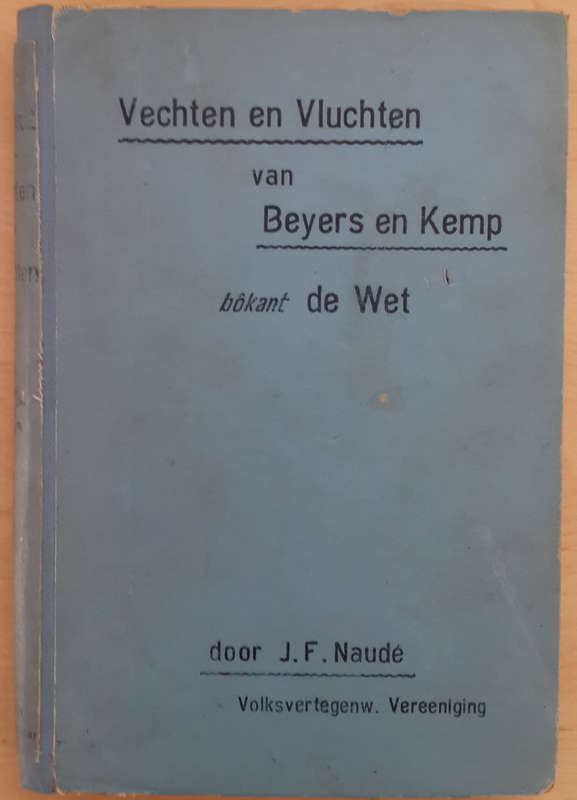 Vechten en Vluchten
van
Beyers en Kemp
bôkant de Wet
door J. F. Naudé
Volksvertegenw. Vereeniging